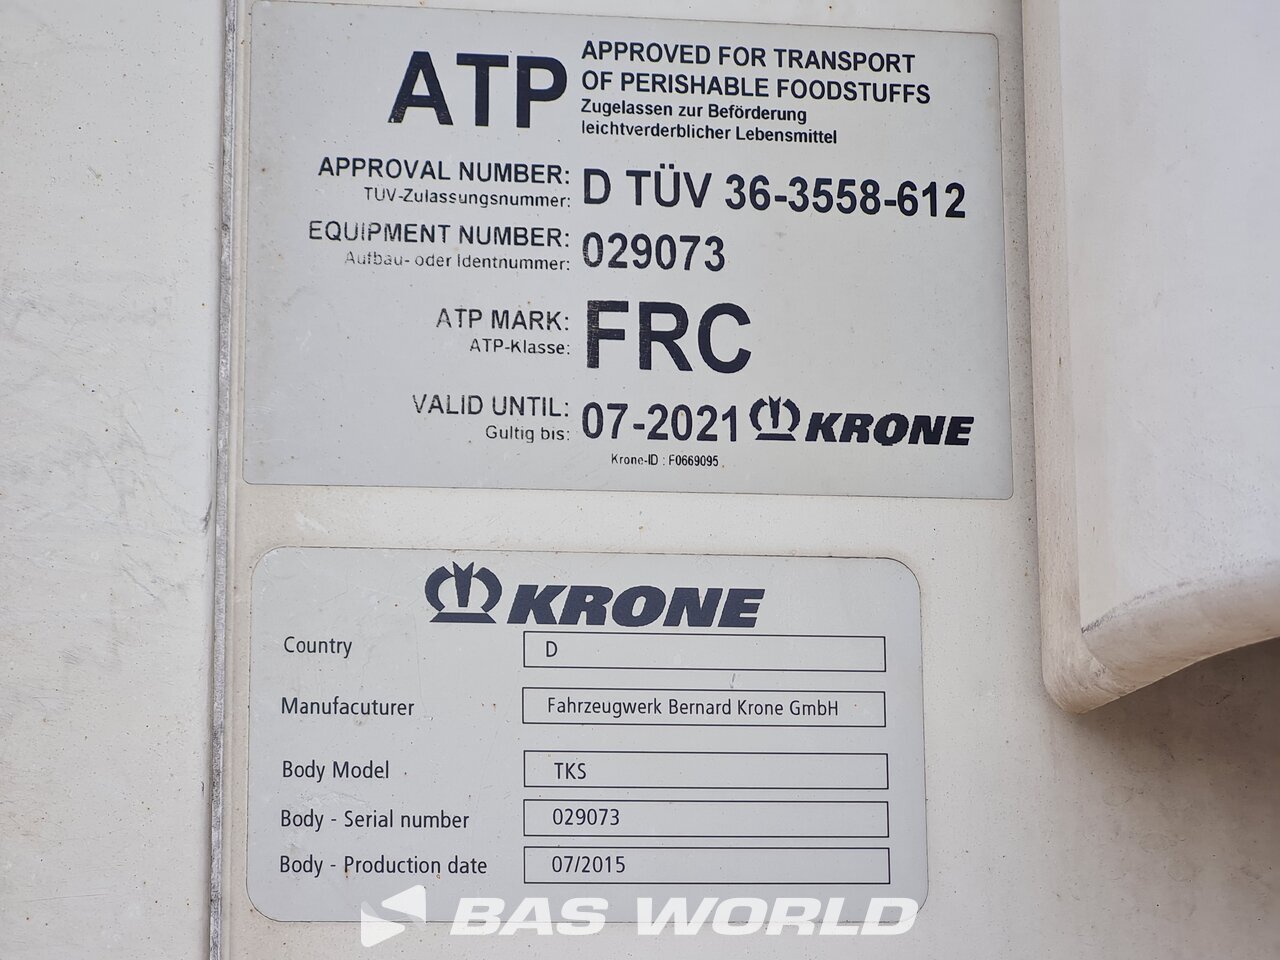 ATP
APPROVED FOR TRANSPORT
OF PERISHABLE FOODSTUFFS
Zugelassen zur Beförderung
leichtverderblicher Lebensmittel
APPROVAL NUMBER: D TÜV 36-3558-612
TÜV-Zulassungsnummer:
EQUIPMENT NUMBER: 029073
Aufbau- oder Identnummer:
ATP MARK: FRC
ATP-Klasse:
VALID UNTIL: 07-2021 KRONE
Gültig bis:
Krone-ID : F0669095
KRONE
Country D
Manufacuturer Fahrzeugwerk Bernard Krone GmbH
Body Model TKS
Body - Serial number 029073
Body - Production date 07/2015
BAS WORLD